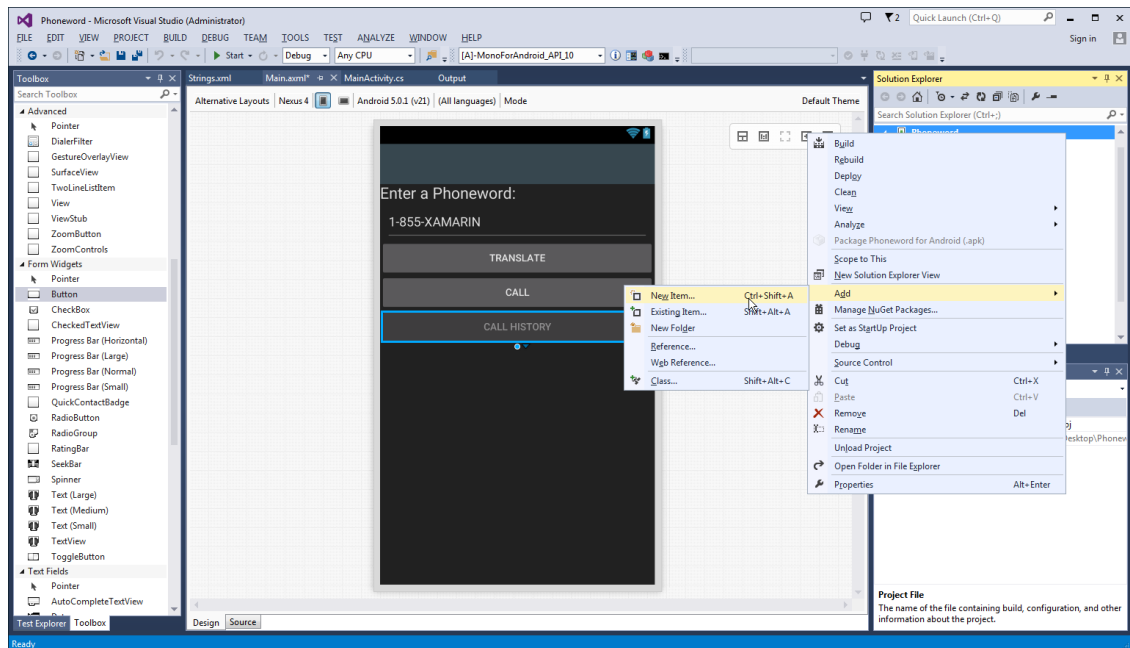 Phoneword - Microsoft Visual Studio (Administrator)
2
Quick Launch (Ctrl+Q)
FILE EDIT VIEW PROJECT BUILD DEBUG TEAM TOOLS TEST ANALYZE WINDOW HELP
Sign in
Start Debug Any CPU [A]-MonoForAndroid_API_10
Toolbox
Search Toolbox
Advanced
Pointer
DialerFilter
GestureOverlayView
SurfaceView
TwoLineListItem
View
ViewStub
ZoomButton
ZoomControls
Form Widgets
Pointer
Button
CheckBox
CheckedTextView
Progress Bar (Horizontal)
Progress Bar (Large)
Progress Bar (Normal)
Progress Bar (Small)
QuickContactBadge
RadioButton
RadioGroup
RatingBar
SeekBar
Spinner
Text (Large)
Text (Medium)
Text (Small)
TextView
ToggleButton
Text Fields
Pointer
AutoCompleteTextView
Test Explorer Toolbox
Strings.xml Main.axml* MainActivity.cs Output
Alternative Layouts Nexus 4 Android 5.0.1 (v21) (All languages) Mode Default Theme
Enter a Phoneword:
1-855-XAMARIN
TRANSLATE
CALL
CALL HISTORY
Design Source
New Item... Ctrl+Shift+A
Existing Item... Shift+Alt+A
New Folder
Reference...
Web Reference...
Class... Shift+Alt+C
Solution Explorer
Search Solution Explorer (Ctrl+;)
Phoneword
Build
Rebuild
Deploy
Clean
View
Analyze
Package Phoneword for Android (.apk)
Scope to This
New Solution Explorer View
Add
Manage NuGet Packages...
Set as StartUp Project
Debug
Source Control
Cut Ctrl+X
Paste Ctrl+V
Remove Del
Rename
Unload Project
Open Folder in File Explorer
Properties Alt+Enter
Project File
The name of the file containing build, configuration, and other
information about the project.
Ready